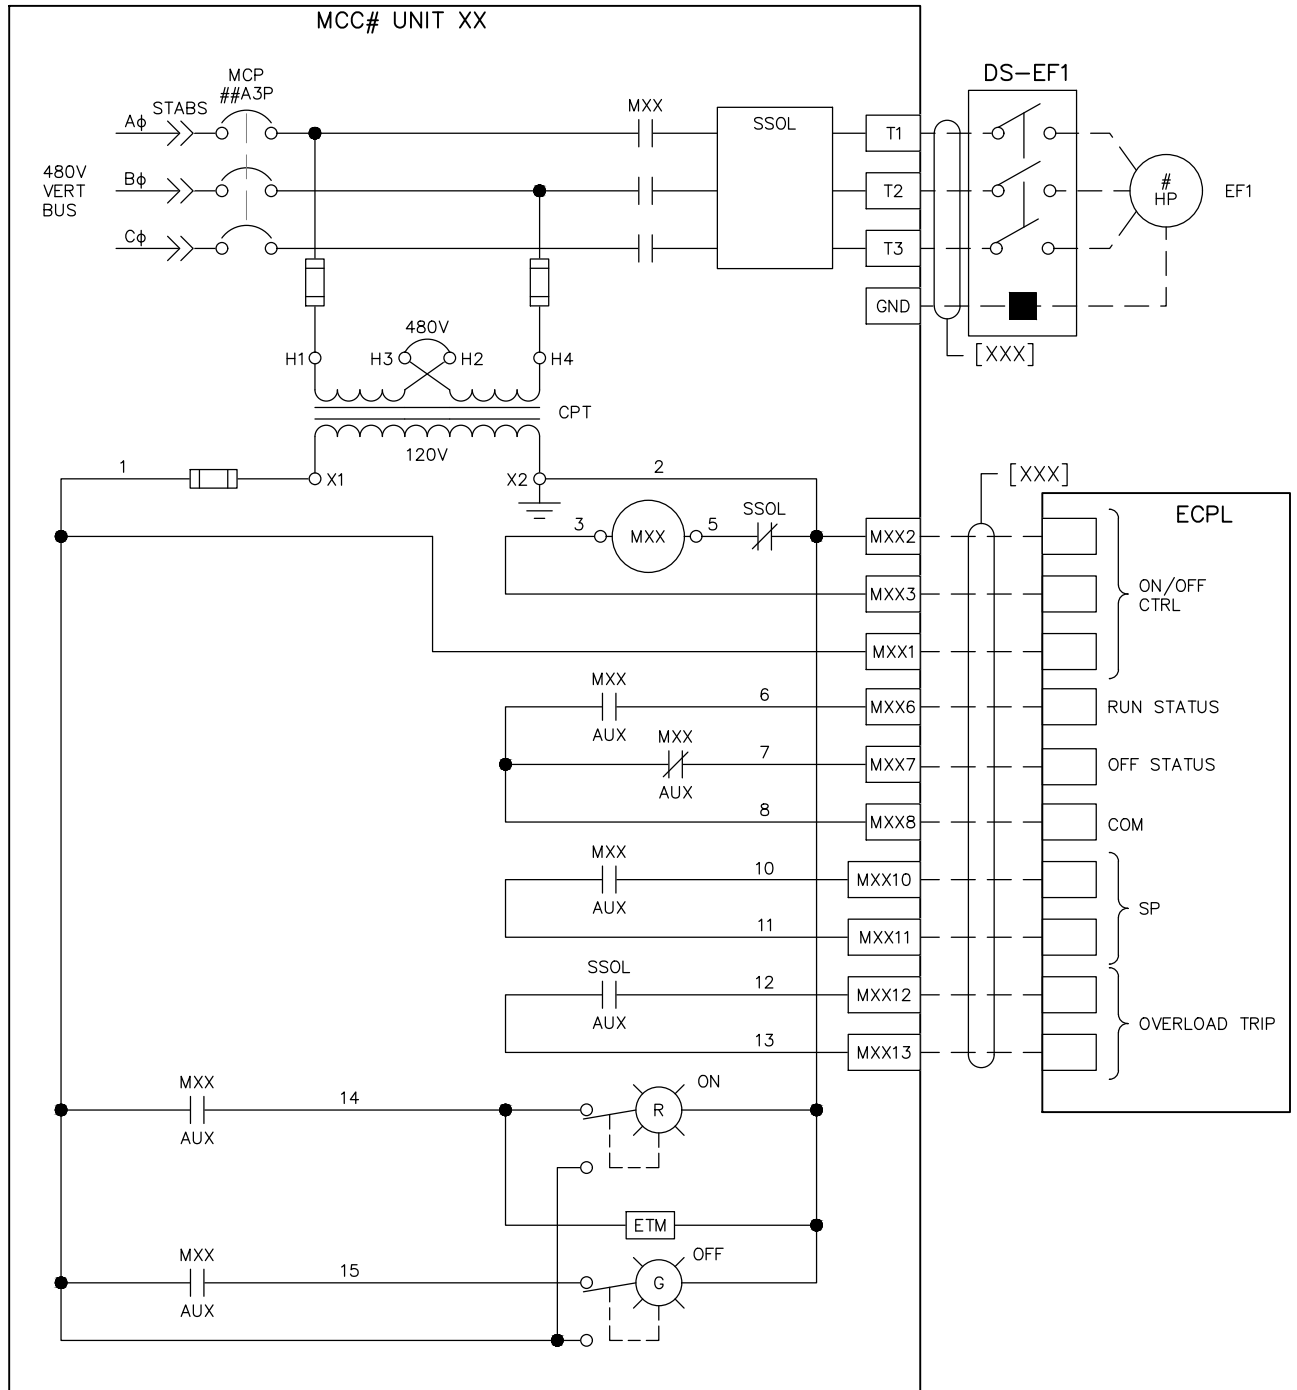 MCC# UNIT XX
MCP
##A3P
STABS
Aϕ
Bϕ
Cϕ
480V
VERT
BUS
MXX
SSOL
T1
T2
T3
GND
DS-EF1
#
HP
EF1
[XXX]
480V
H1
H3
H2
H4
CPT
120V
1
X1
X2
2
[XXX]
ECPL
3
MXX
5
SSOL
MXX2
MXX3
MXX1
ON/OFF
CTRL
MXX
AUX
6
MXX6
RUN STATUS
MXX
AUX
7
MXX7
OFF STATUS
8
MXX8
COM
MXX
AUX
10
MXX10
11
MXX11
SP
SSOL
AUX
12
MXX12
13
MXX13
OVERLOAD TRIP
MXX
AUX
14
R
ON
ETM
MXX
AUX
15
G
OFF